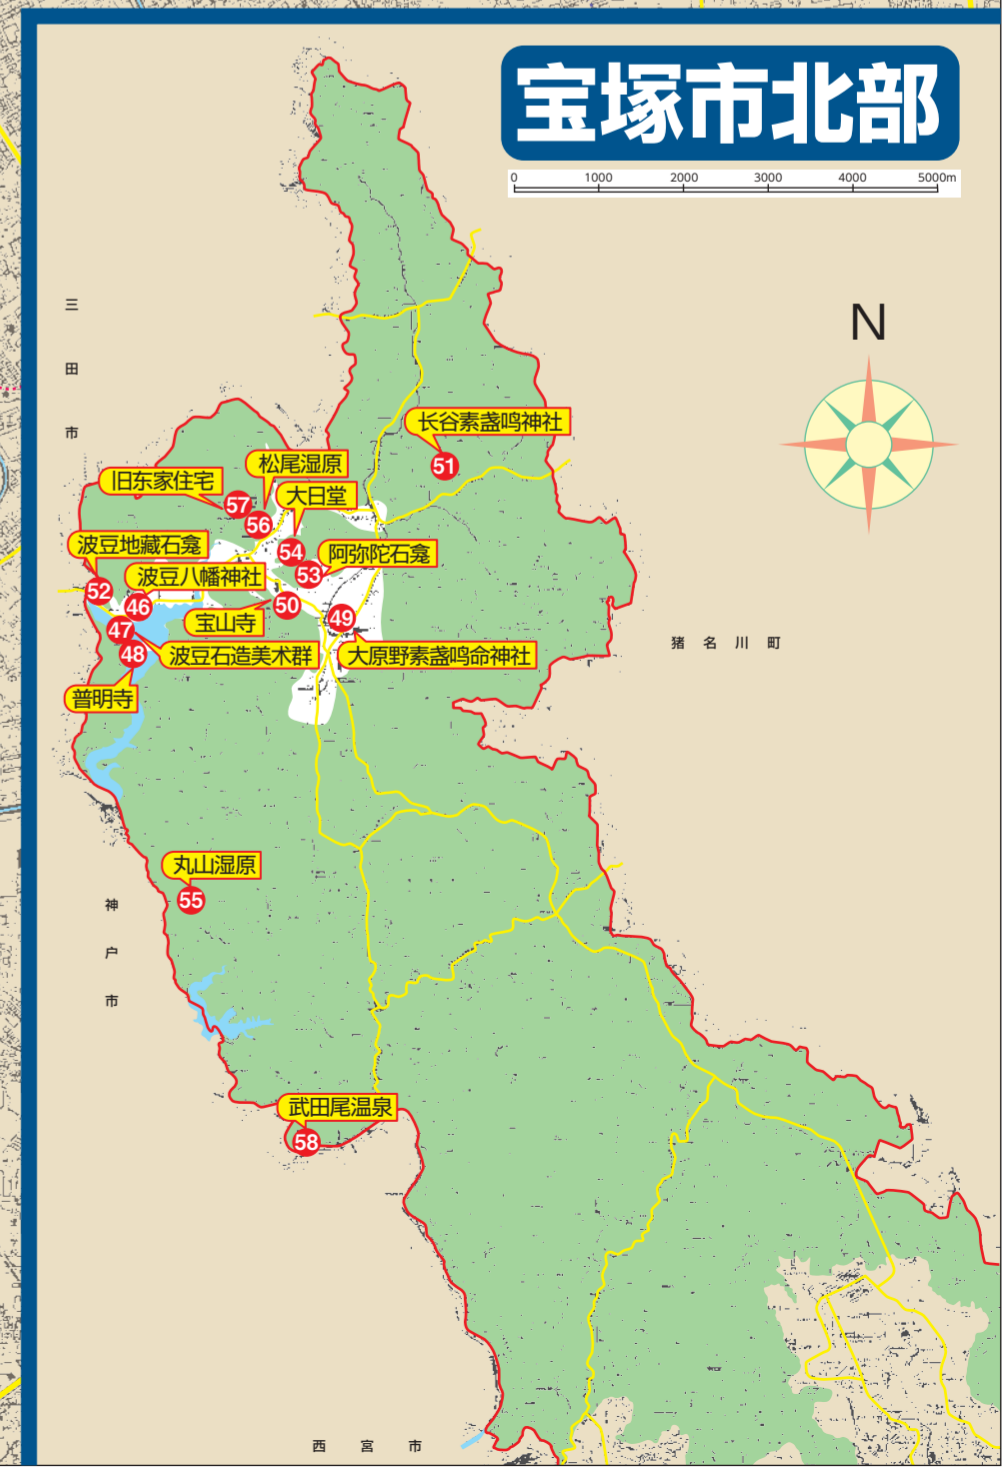 宝塚市北部
0 1000 2000 3000 4000 5000m
N
三田市
长谷素盏鸣神社
51
旧东家住宅
57
松尾湿原
56
大日堂
54
波豆地藏石龛
52
阿弥陀石龛
53
波豆八幡神社
46
宝山寺
50
49
大原野素盏鸣命神社
47
波豆石造美术群
48
普明寺
猪名川町
丸山湿原
55
神户市
武田尾温泉
58
西宮市